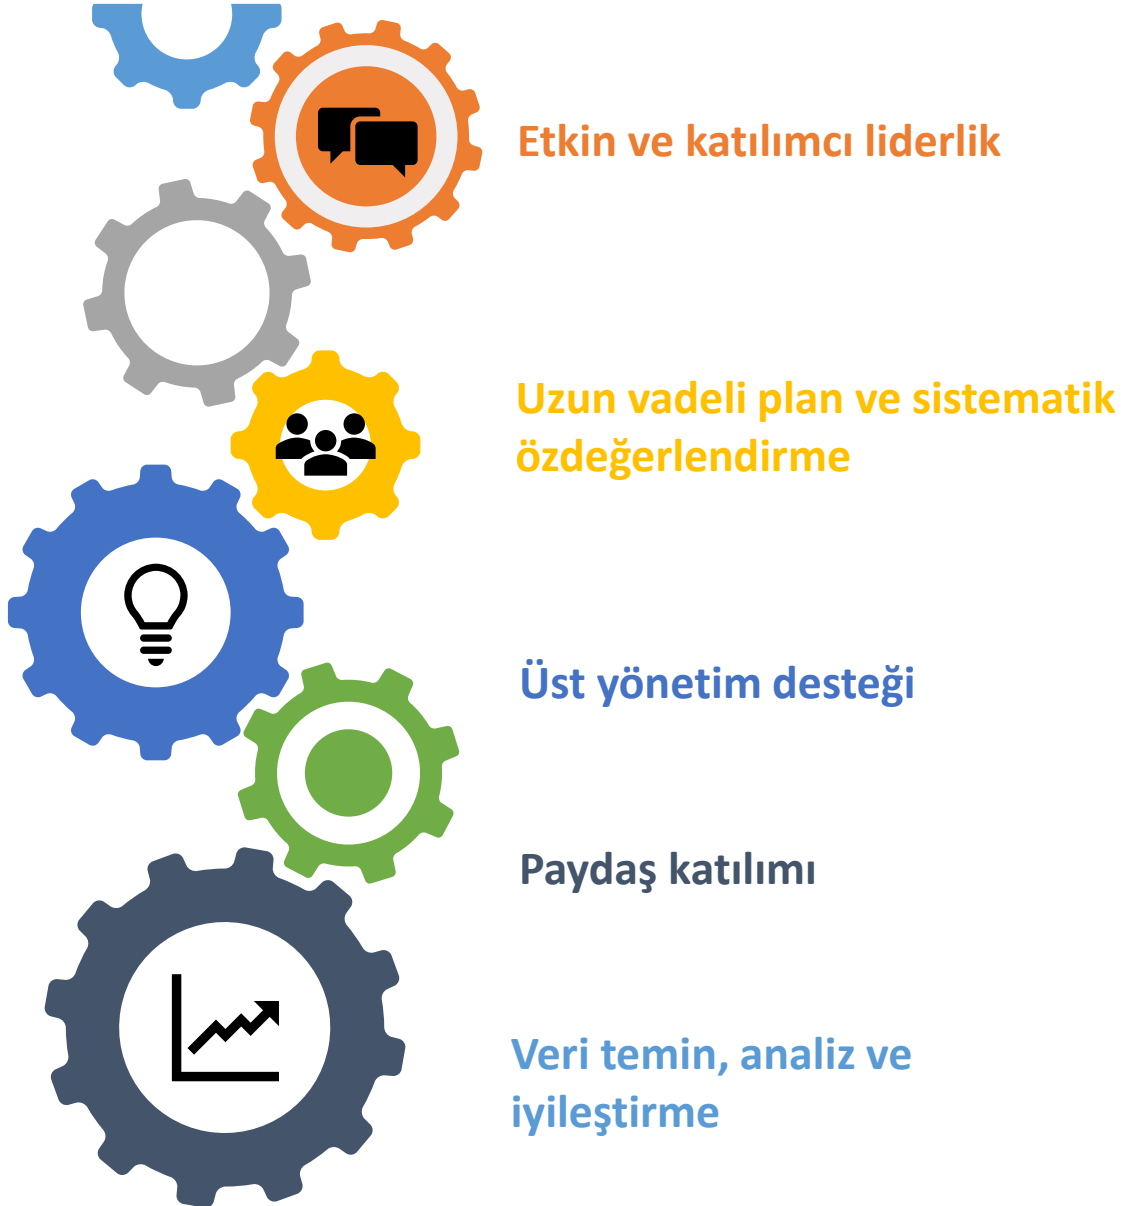 Etkin ve katılımcı liderlik
Uzun vadeli plan ve sistematik
özdeğerlendirme
Üst yönetim desteği
Paydaş katılımı
Veri temin, analiz ve
iyileştirme